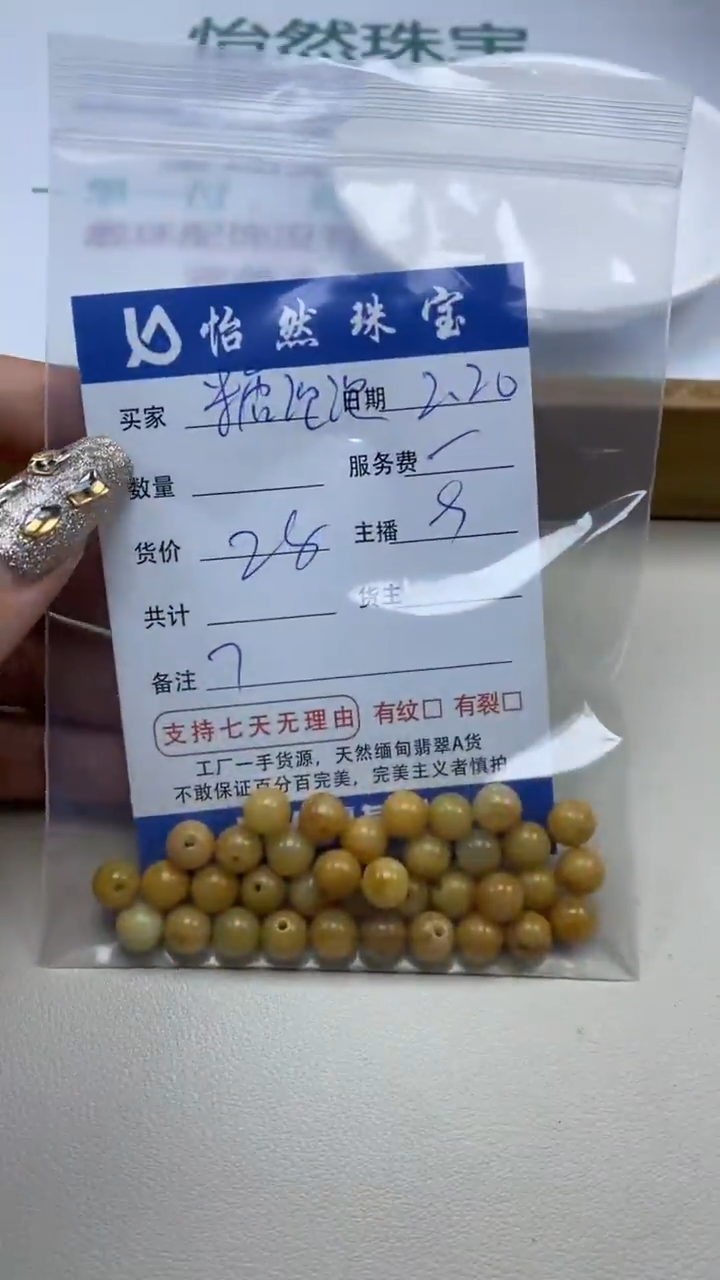 怡然珠宝
怡然珠宝
买家 糖泡泡 日期 2.20
数量 服务费
货价 28 主播 9
共计 货主
备注 7
支持七天无理由 有纹□ 有裂□
工厂一手货源，天然缅甸翡翠A货
不敢保证百分百完美，完美主义者慎拍